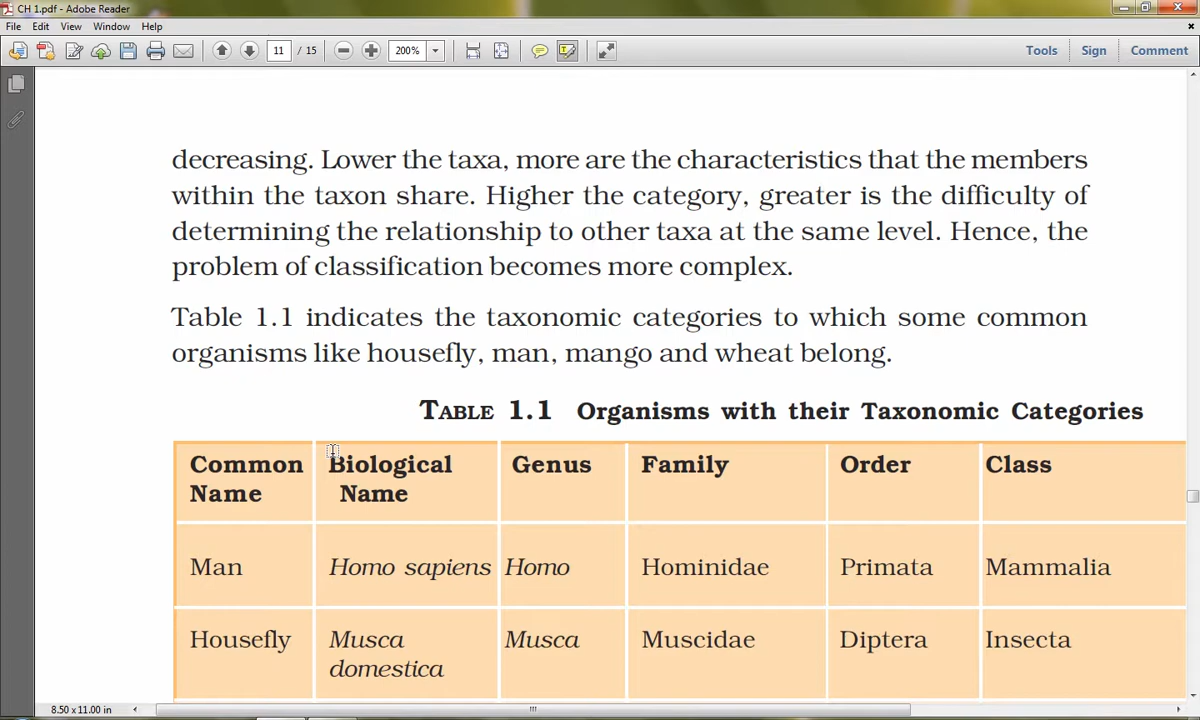 CH 1.pdf - Adobe Reader
File Edit View Window Help
11 / 15 200% Tools Sign Comment
decreasing. Lower the taxa, more are the characteristics that the members
within the taxon share. Higher the category, greater is the difficulty of
determining the relationship to other taxa at the same level. Hence, the
problem of classification becomes more complex.
Table 1.1 indicates the taxonomic categories to which some common
organisms like housefly, man, mango and wheat belong.
TABLE 1.1 Organisms with their Taxonomic Categories
Common Biological Genus Family Order Class
Name Name
Man Homo sapiens Homo Hominidae Primata Mammalia
Housefly Musca Musca Muscidae Diptera Insecta
domestica
8.50 x 11.00 in